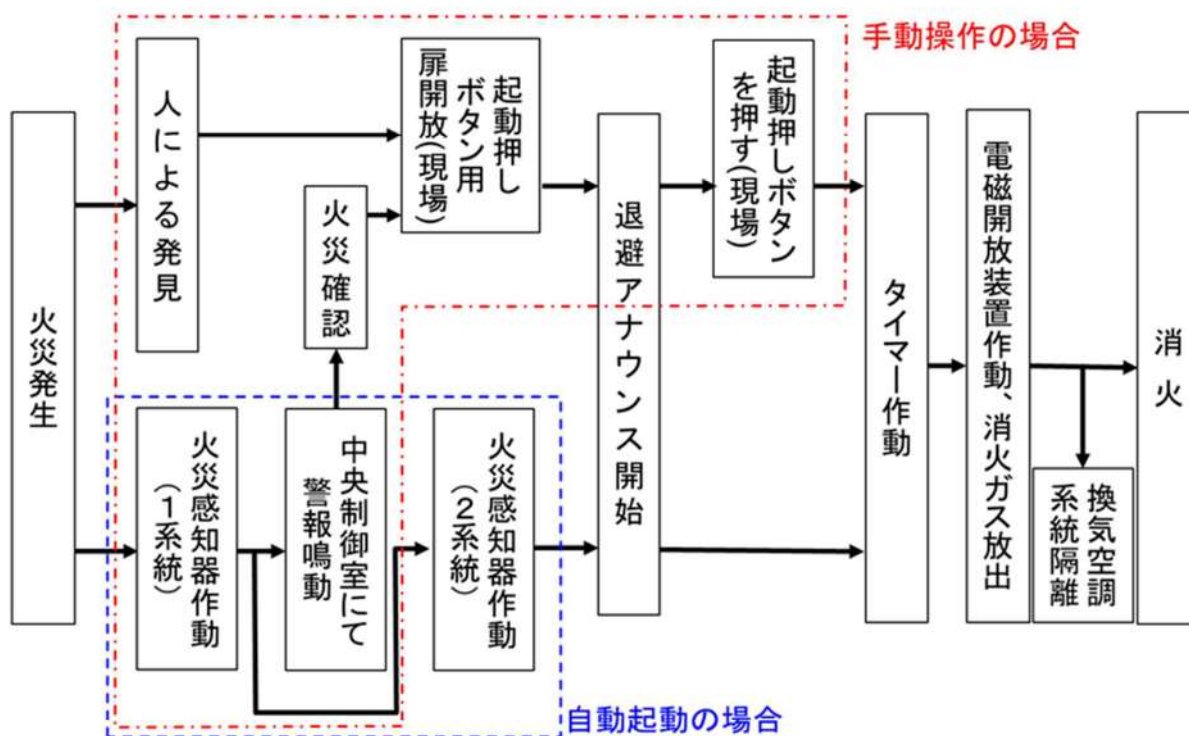 手動操作の場合
火災発生
人による発見
起動押し
ボタン用
扉開放(現場)
火災確認
火災感知器作動
(1系統)
中央制御室にて
警報鳴動
火災感知器作動
(2系統)
退避アナウンス開始
起動押しボタン
を押す(現場)
タイマー作動
電磁開放装置作動、消火ガス放出
換気空調
系統隔離
消火
自動起動の場合